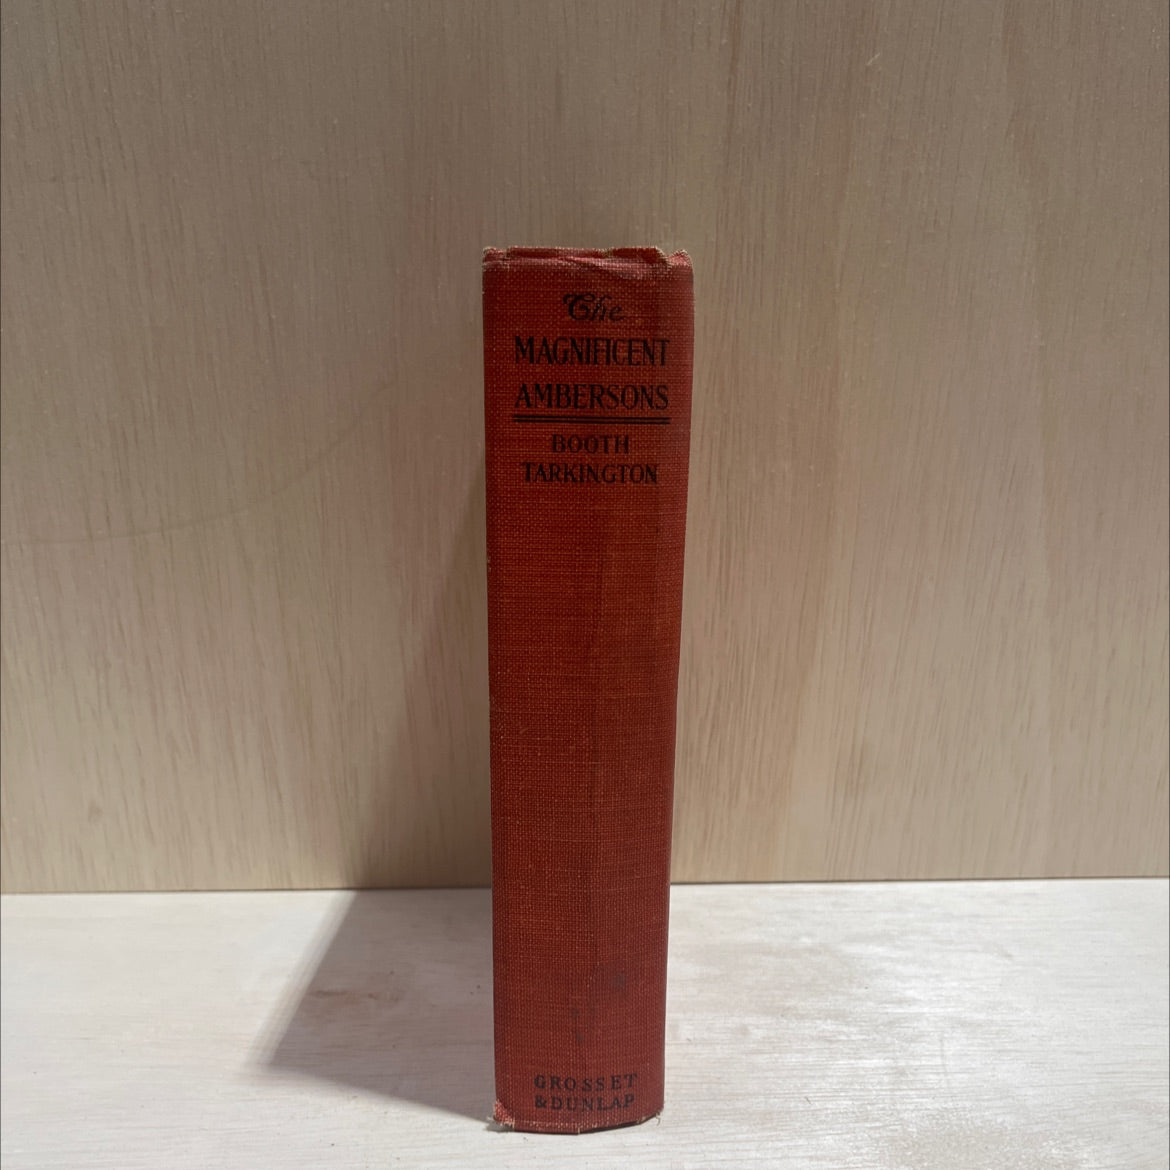 The
MAGNIFICENT
AMBERSONS
BOOTH
TARKINGTON
GROSSET
&DUNLAP